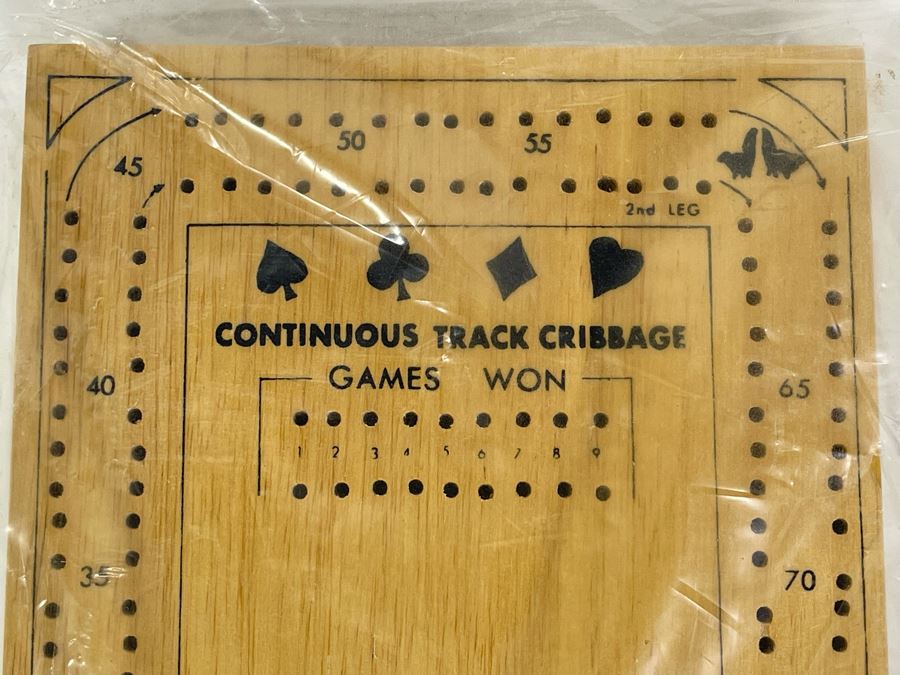 50 55
45
2nd LEG
CONTINUOUS TRACK CRIBBAGE
GAMES WON
40 65
1 2 3 4 5 6 7 8 9
35 70